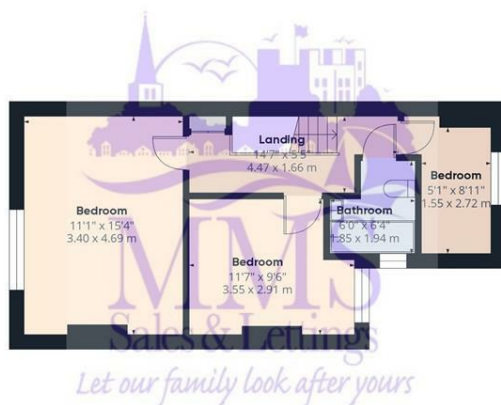 Landing
14'7" x 5'5"
4.47 x 1.66 m
Bedroom
5'1" x 8'11"
1.55 x 2.72 m
Bedroom
11'1" x 15'4"
3.40 x 4.69 m
Bathroom
6'0" x 6'4"
1.85 x 1.94 m
Bedroom
11'7" x 9'6"
3.55 x 2.91 m
MMS
Sales & Lettings
Let our family look after yours